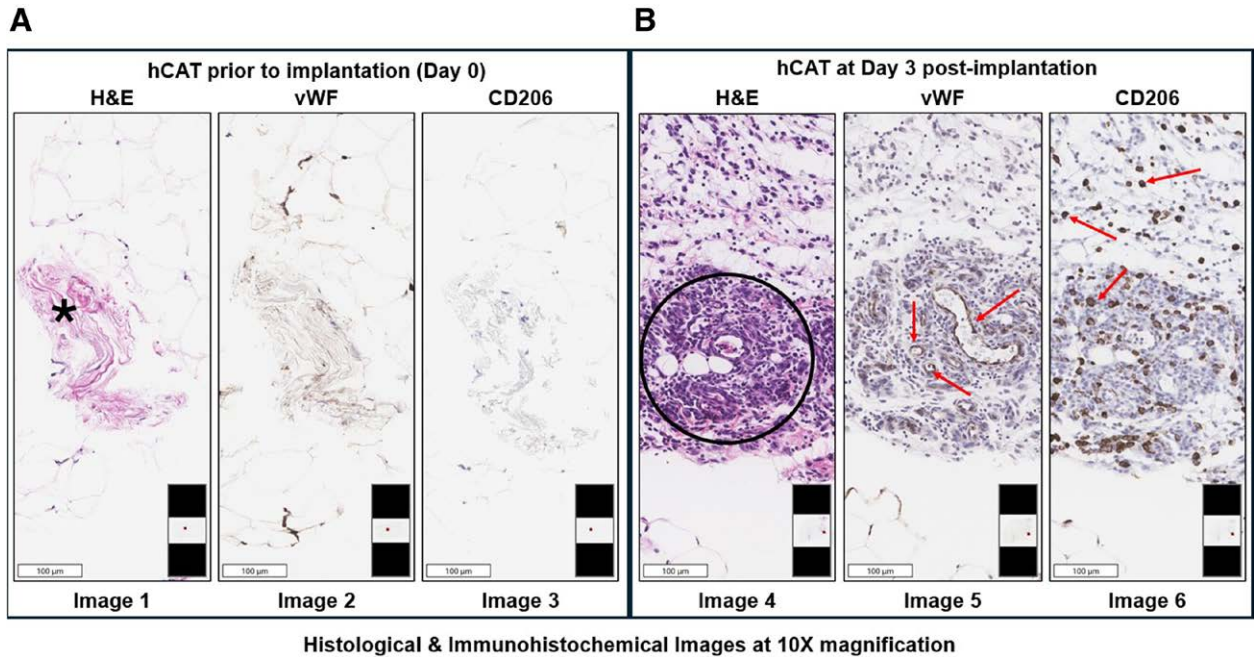 A
B
hCAT prior to implantation (Day 0)
H&E vWF CD206
hCAT at Day 3 post-implantation
H&E vWF CD206
*
100 µm 100 µm 100 µm
100 µm 100 µm 100 µm
Image 1 Image 2 Image 3
Image 4 Image 5 Image 6
Histological & Immunohistochemical Images at 10X magnification